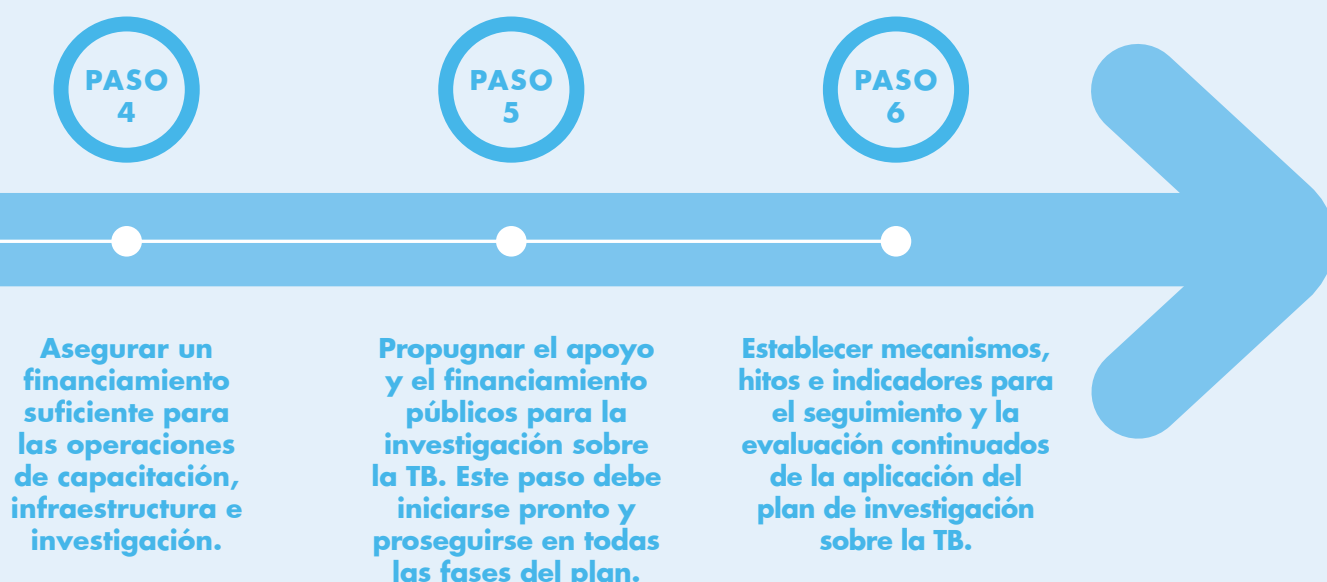 PASO
4
PASO
5
PASO
6
Asegurar un
financiamiento
suficiente para
las operaciones
de capacitación,
infraestructura e
investigación.
Propugnar el apoyo
y el financiamiento
públicos para la
investigación sobre
la TB. Este paso debe
iniciarse pronto y
proseguirse en todas
las fases del plan.
Establecer mecanismos,
hitos e indicadores para
el seguimiento y la
evaluación continuados
de la aplicación del
plan de investigación
sobre la TB.